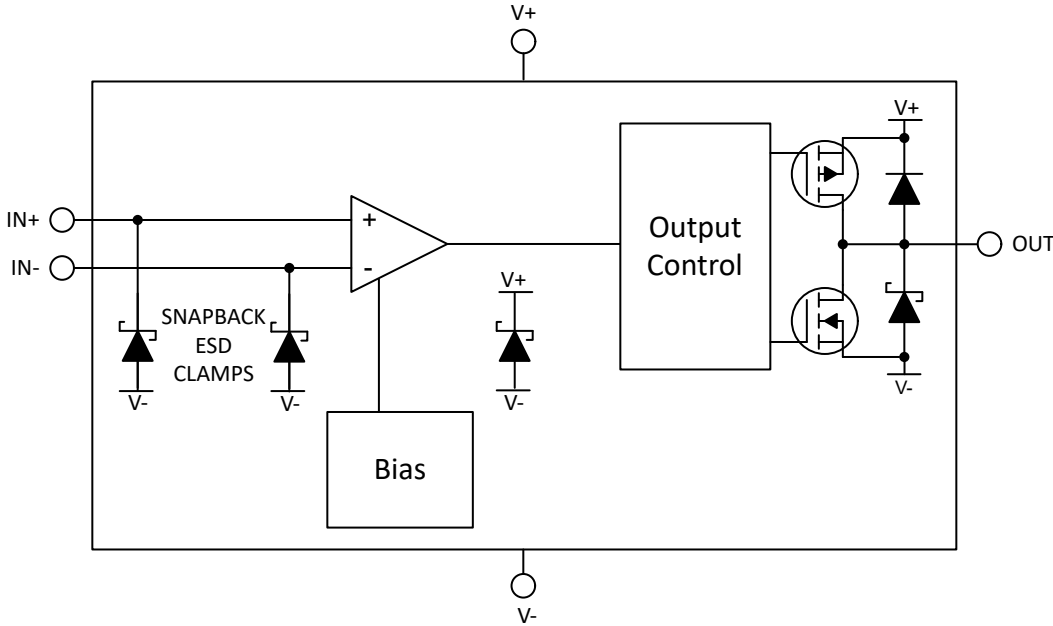 V+
V+
IN+
+
Output
Control
SNAPBACK
ESD
CLAMPS
IN-
-
V+
OUT
V-
V-
V-
V-
Bias
V-